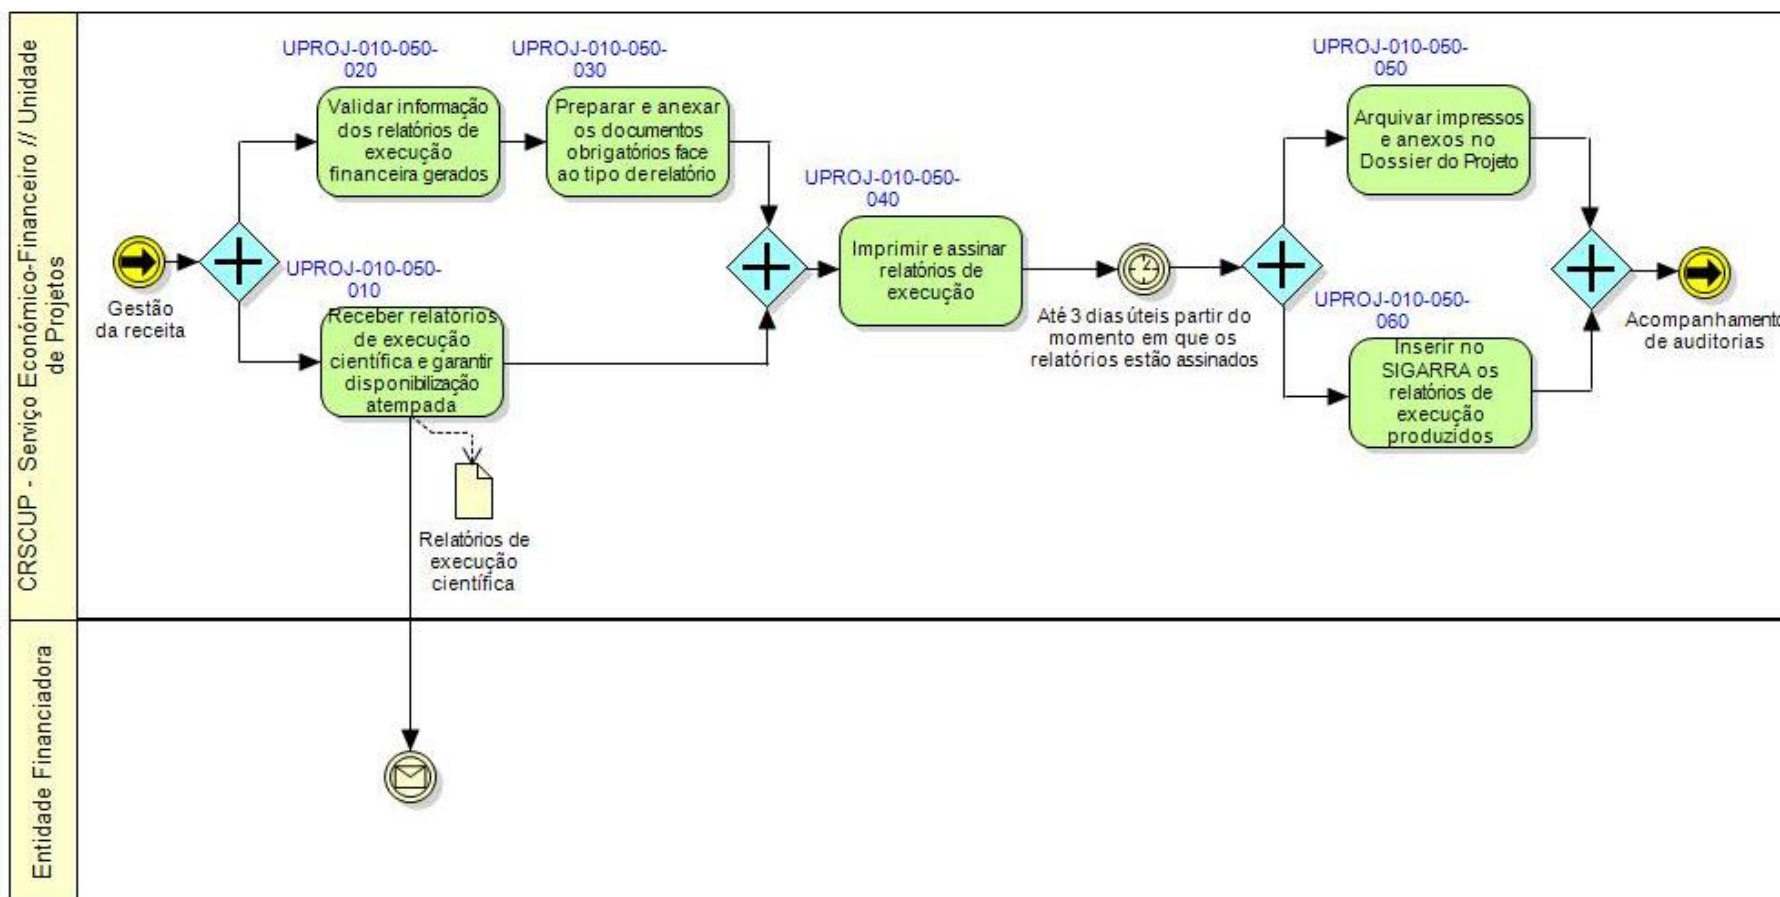 CRSCUP - Serviço Económico-Financeiro // Unidade
de Projetos
Gestão
da receita
UPROJ-010-050-
020
Validar informação
dos relatórios de
execução
financeira gerados
UPROJ-010-050-
030
Preparar e anexar
os documentos
obrigatórios face
ao tipo de relatório
UPROJ-010-050-
010
Receber relatórios
de execução
científica e garantir
disponibilização
atempada
Relatórios de
execução
científica
UPROJ-010-050-
040
Imprimir e assinar
relatórios de
execução
Até 3 dias úteis partir do
momento em que os
relatórios estão assinados
UPROJ-010-050-
050
Arquivar impressos
e anexos no
Dossier do Projeto
UPROJ-010-050-
060
Inserir no
SIGARRA os
relatórios de
execução
produzidos
Acompanhamento
de auditorias
Entidade Financiadora